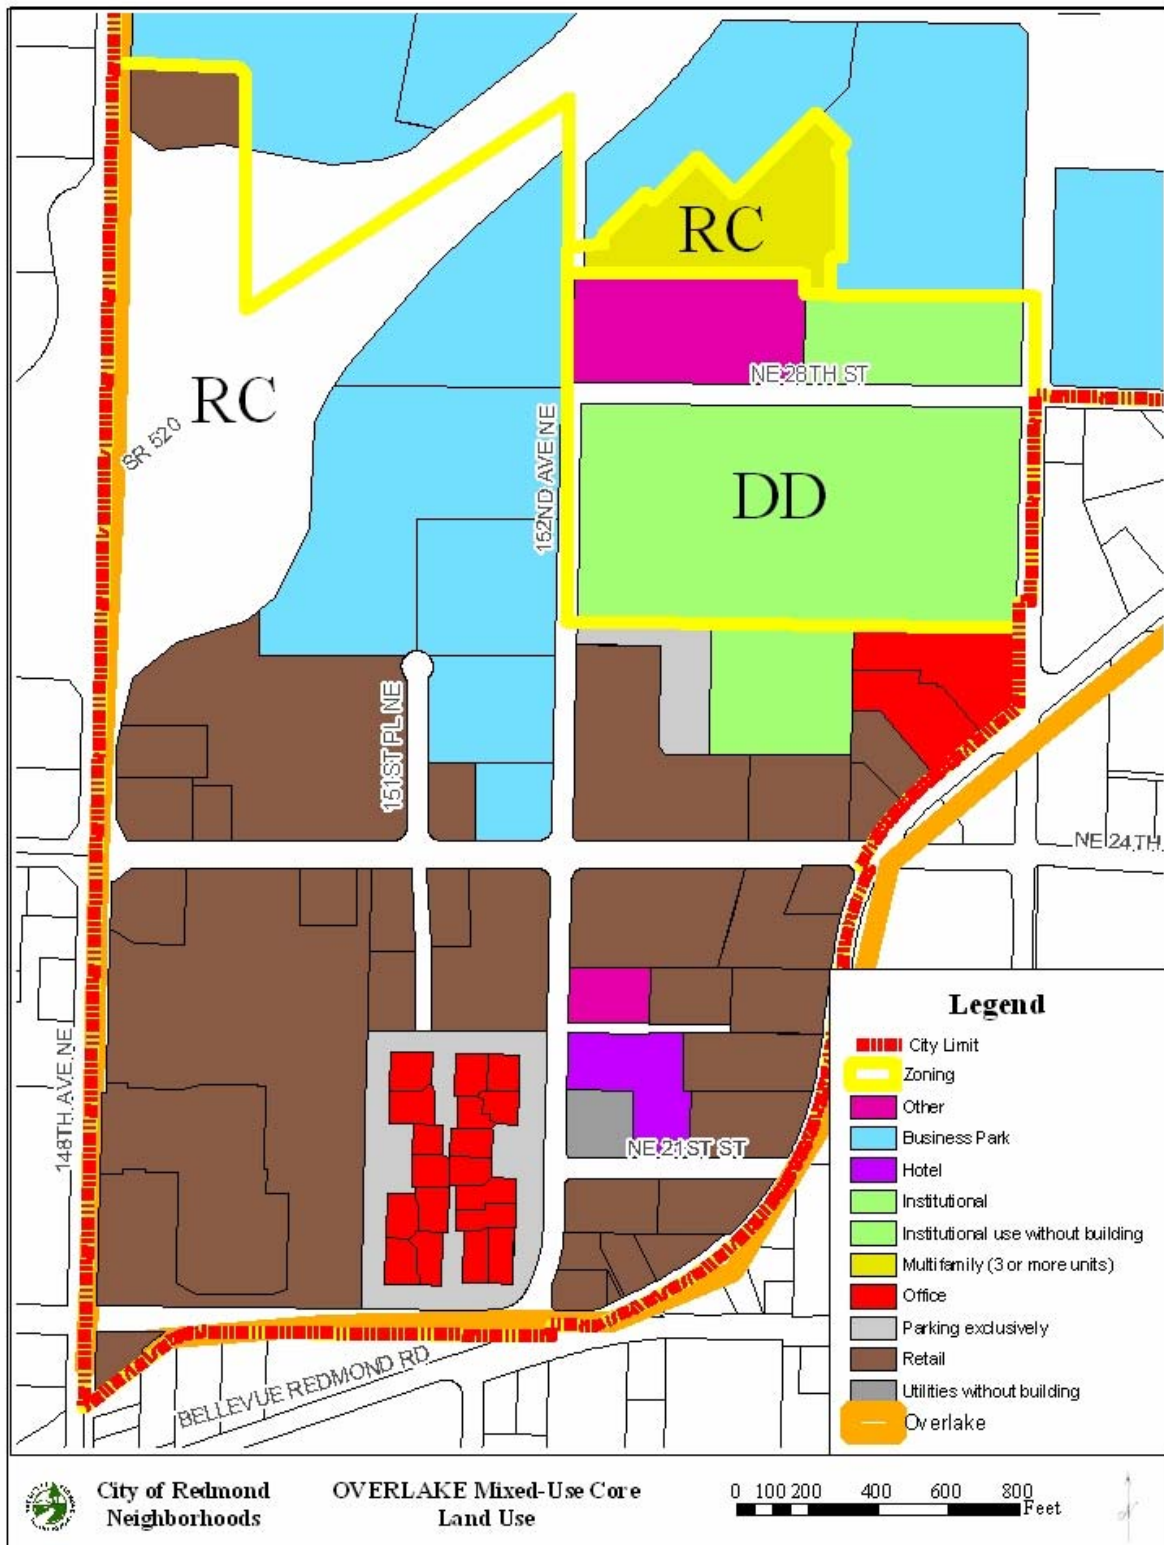 RC
RC
NE 28TH ST
SR 520
152ND AVE NE
DD
151ST PL NE
NE 24TH
148TH AVE NE
NE 21ST ST
BELLEVUE REDMOND RD
Legend
City Limit
Zoning
Other
Business Park
Hotel
Institutional
Institutional use without building
Multifamily (3 or more units)
Office
Parking exclusively
Retail
Utilities without building
Overlake
City of Redmond
Neighborhoods
OVERLAKE Mixed-Use Core
Land Use
0 100 200 400 600 800
Feet
N